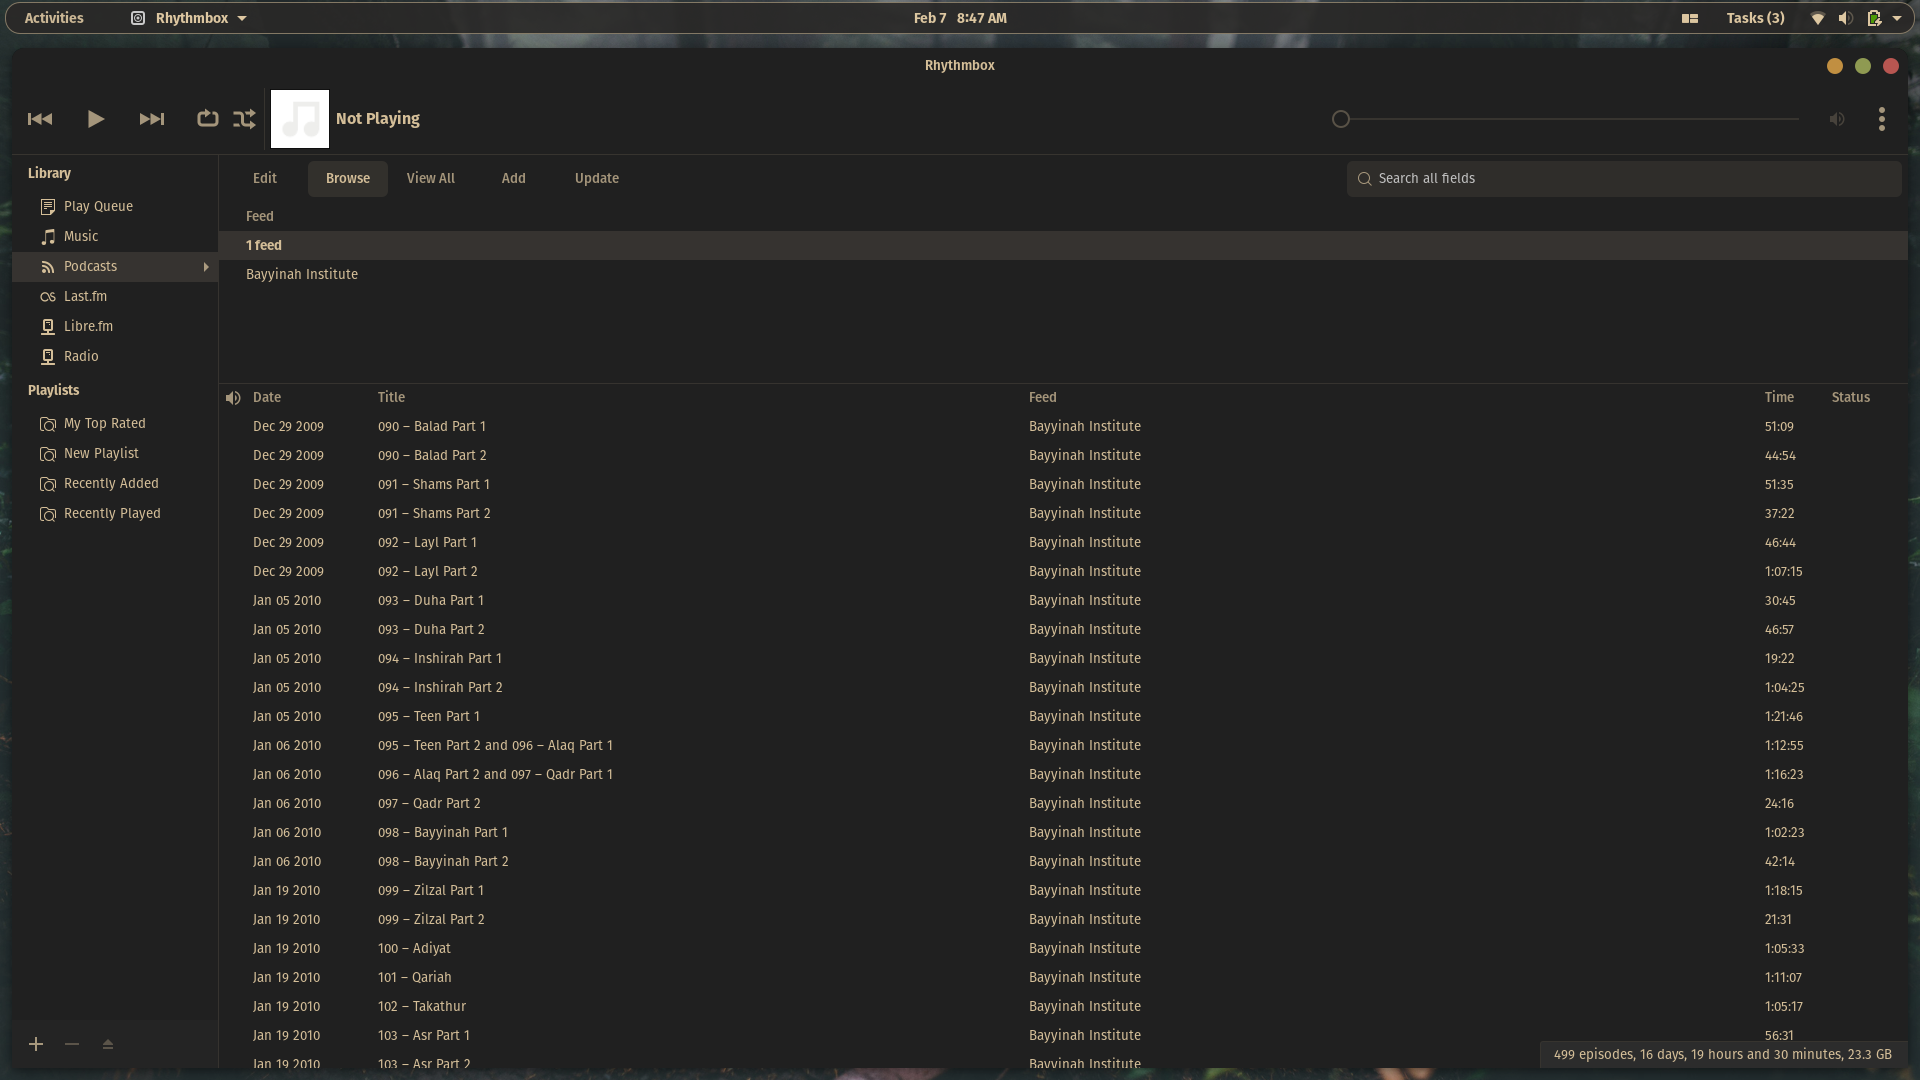 Activities Rhythmbox Feb 7 8:47 AM Tasks (3)
Rhythmbox
Not Playing
Library
Play Queue
Music
Podcasts
Last.fm
Libre.fm
Radio
Playlists
My Top Rated
New Playlist
Recently Added
Recently Played
Edit Browse View All Add Update Search all fields
Feed
1 feed
Bayyinah Institute
Date Title Feed Time Status
Dec 29 2009 090 – Balad Part 1 Bayyinah Institute 51:09
Dec 29 2009 090 – Balad Part 2 Bayyinah Institute 44:54
Dec 29 2009 091 – Shams Part 1 Bayyinah Institute 51:35
Dec 29 2009 091 – Shams Part 2 Bayyinah Institute 37:22
Dec 29 2009 092 – Layl Part 1 Bayyinah Institute 46:44
Dec 29 2009 092 – Layl Part 2 Bayyinah Institute 1:07:15
Jan 05 2010 093 – Duha Part 1 Bayyinah Institute 30:45
Jan 05 2010 093 – Duha Part 2 Bayyinah Institute 46:57
Jan 05 2010 094 – Inshirah Part 1 Bayyinah Institute 19:22
Jan 05 2010 094 – Inshirah Part 2 Bayyinah Institute 1:04:25
Jan 05 2010 095 – Teen Part 1 Bayyinah Institute 1:21:46
Jan 06 2010 095 – Teen Part 2 and 096 – Alaq Part 1 Bayyinah Institute 1:12:55
Jan 06 2010 096 – Alaq Part 2 and 097 – Qadr Part 1 Bayyinah Institute 1:16:23
Jan 06 2010 097 – Qadr Part 2 Bayyinah Institute 24:16
Jan 06 2010 098 – Bayyinah Part 1 Bayyinah Institute 1:02:23
Jan 06 2010 098 – Bayyinah Part 2 Bayyinah Institute 42:14
Jan 19 2010 099 – Zilzal Part 1 Bayyinah Institute 1:18:15
Jan 19 2010 099 – Zilzal Part 2 Bayyinah Institute 21:31
Jan 19 2010 100 – Adiyat Bayyinah Institute 1:05:33
Jan 19 2010 101 – Qariah Bayyinah Institute 1:11:07
Jan 19 2010 102 – Takathur Bayyinah Institute 1:05:17
Jan 19 2010 103 – Asr Part 1 Bayyinah Institute 56:31
Jan 19 2010 103 – Asr Part 2 Bayyinah Institute
499 episodes, 16 days, 19 hours and 30 minutes, 23.3 GB